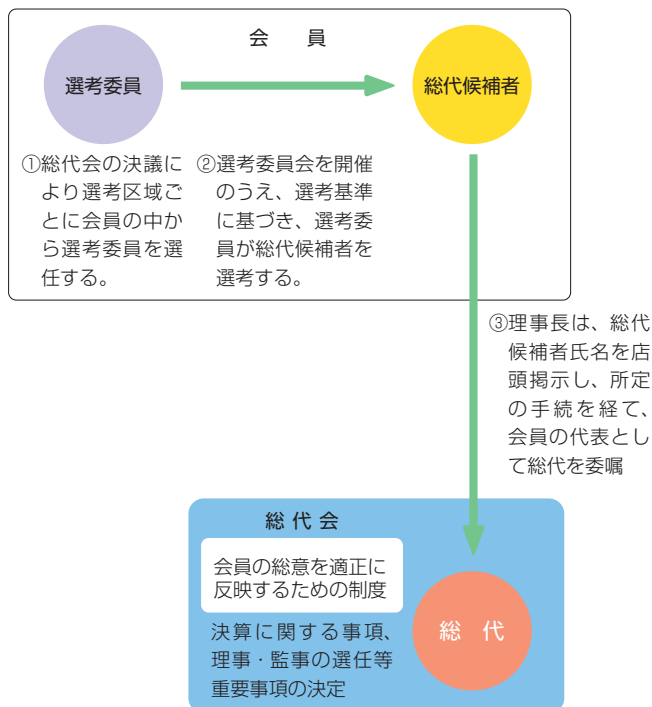 会　員
選考委員
総代候補者
①総代会の決議に
より選考区域ご
とに会員の中か
ら選考委員を選
任する。
②選考委員会を開催
のうえ、選考基準
に基づき、選考委
員が総代候補者を
選考する。
③理事長は、総代
候補者氏名を店
頭掲示し、所定
の手続を経て、
会員の代表とし
て総代を委嘱
総代会
会員の総意を適正に
反映するための制度
決算に関する事項、
理事・監事の選任等
重要事項の決定
総　代